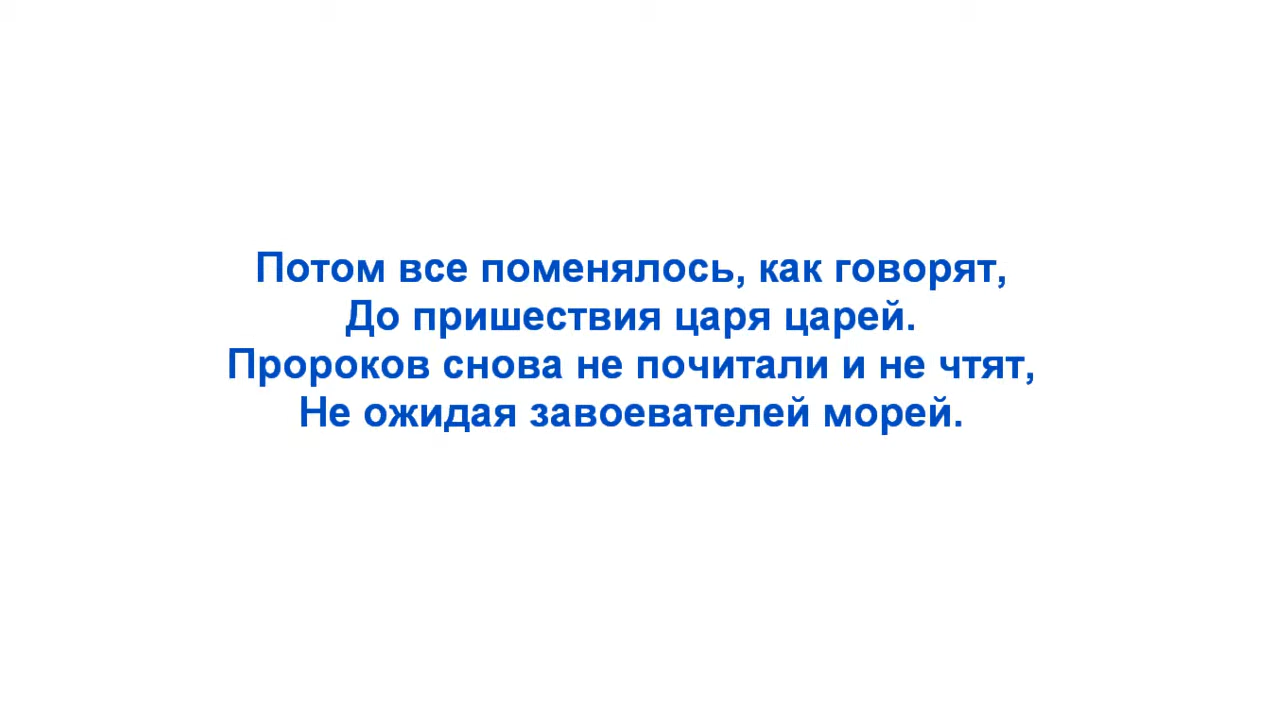 Потом все поменялось, как говорят,
До пришествия царя царей.
Пророков снова не почитали и не чтят,
Не ожидая завоевателей морей.